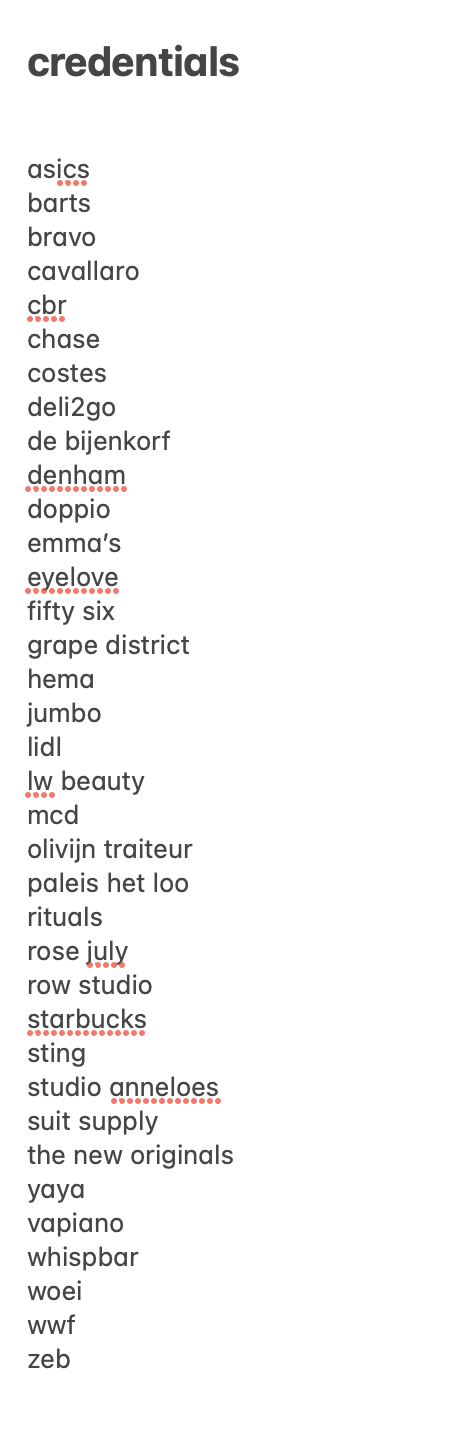 credentials
asics
barts
bravo
cavallaro
cbr
chase
costes
deli2go
de bijenkorf
denham
doppio
emma’s
eyelove
fifty six
grape district
hema
jumbo
lidl
lw beauty
mcd
olivijn traiteur
paleis het loo
rituals
rose july
row studio
starbucks
sting
studio anneloes
suit supply
the new originals
yaya
vapiano
whispbar
woei
wwf
zeb